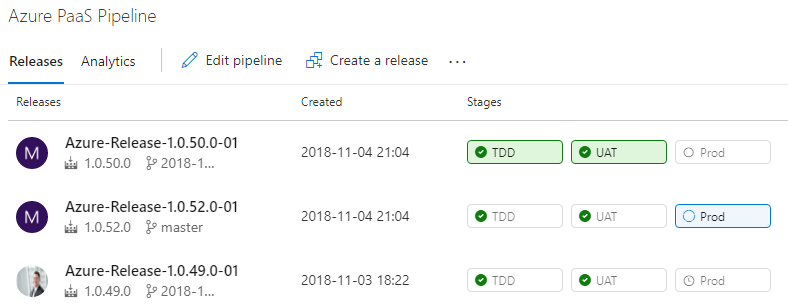 Azure PaaS Pipeline
Releases Analytics Edit pipeline Create a release ...
Releases Created Stages
M Azure-Release-1.0.50.0-01 2018-11-04 21:04 TDD UAT Prod
1.0.50.0 2018-1...
M Azure-Release-1.0.52.0-01 2018-11-04 21:04 TDD UAT Prod
1.0.52.0 master
Azure-Release-1.0.49.0-01 2018-11-03 18:22 TDD UAT Prod
1.0.49.0 2018-1...